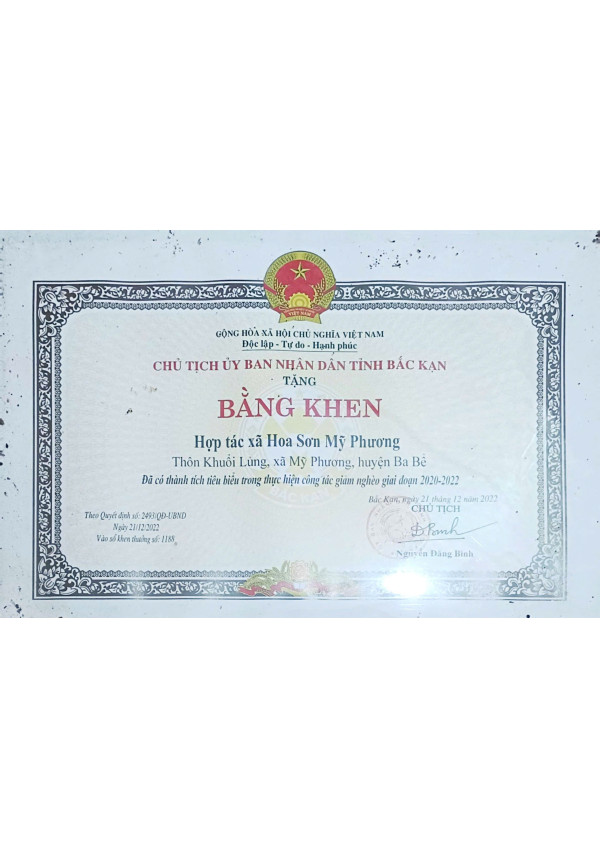 VIỆT NAM
CỘNG HÒA XÃ HỘI CHỦ NGHĨA VIỆT NAM
Độc lập - Tự do - Hạnh phúc
CHỦ TỊCH ỦY BAN NHÂN DÂN TỈNH BẮC KẠN
TẶNG
BẰNG KHEN
Hợp tác xã Hoa Sơn Mỹ Phương
Thôn Khuổi Lùng, xã Mỹ Phương, huyện Ba Bể
Đã có thành tích tiêu biểu trong thực hiện công tác giảm nghèo giai đoạn 2020-2022
Bắc Kạn, ngày 21 tháng 12 năm 2022
CHỦ TỊCH
Theo Quyết định số: 2493/QĐ-UBND
Ngày 21/12/2022
Vào sổ khen thưởng số: 1188
Nguyễn Đăng Bình